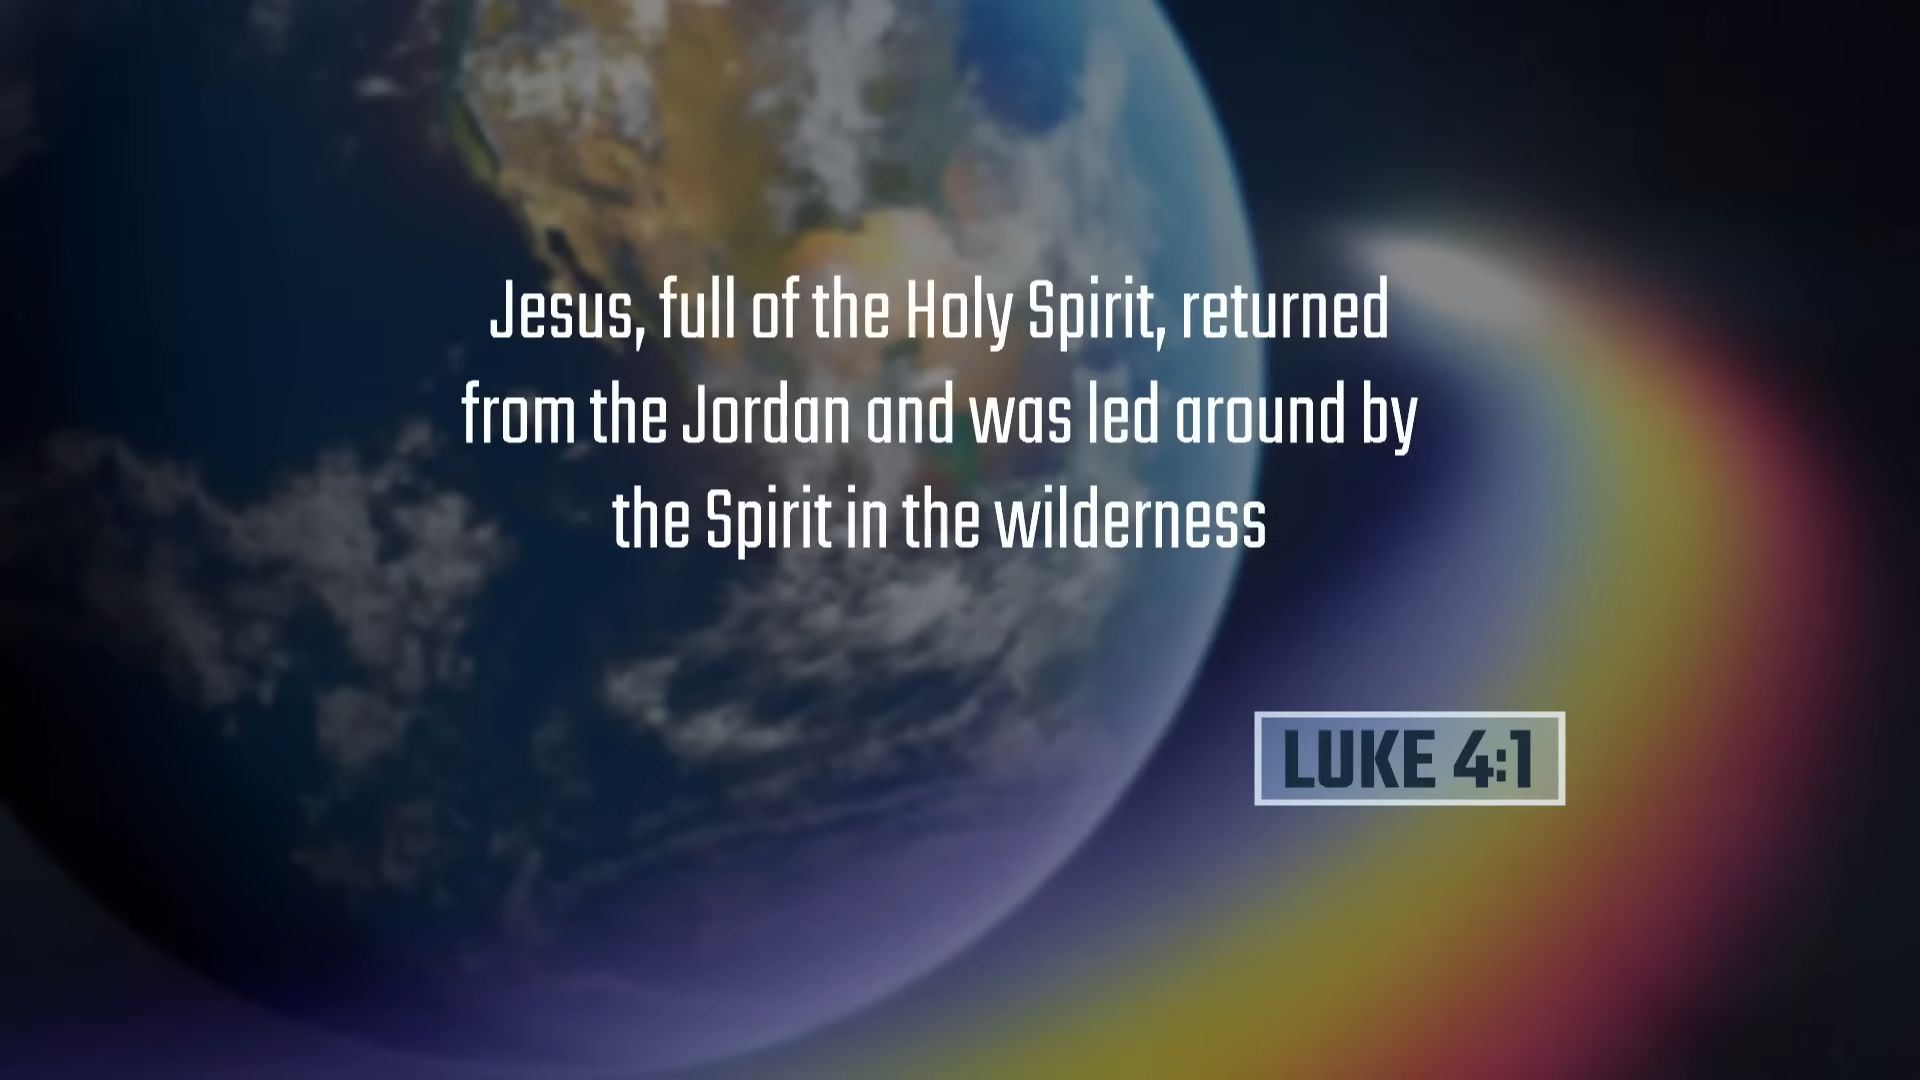 Jesus, full of the Holy Spirit, returned
from the Jordan and was led around by
the Spirit in the wilderness
LUKE 4:1